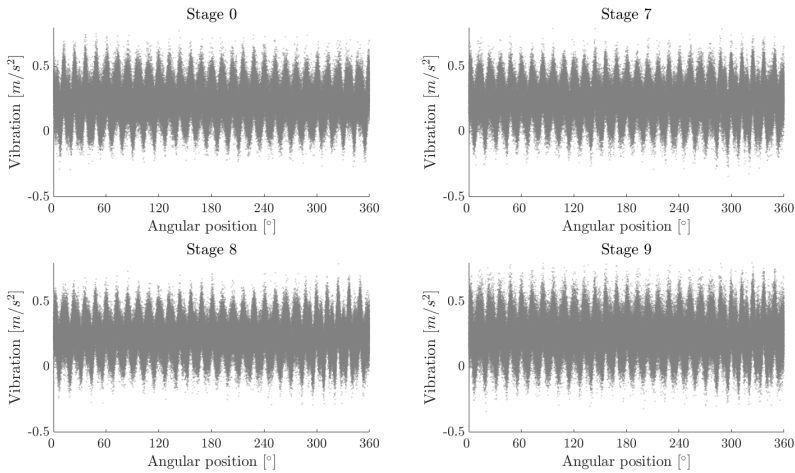 Stage 0
Vibration [m/s²]
0.5
0
-0.5
0 60 120 180 240 300 360
Angular position [°]
Stage 7
Vibration [m/s²]
0.5
0
-0.5
0 60 120 180 240 300 360
Angular position [°]
Stage 8
Vibration [m/s²]
0.5
0
-0.5
0 60 120 180 240 300 360
Angular position [°]
Stage 9
Vibration [m/s²]
0.5
0
-0.5
0 60 120 180 240 300 360
Angular position [°]